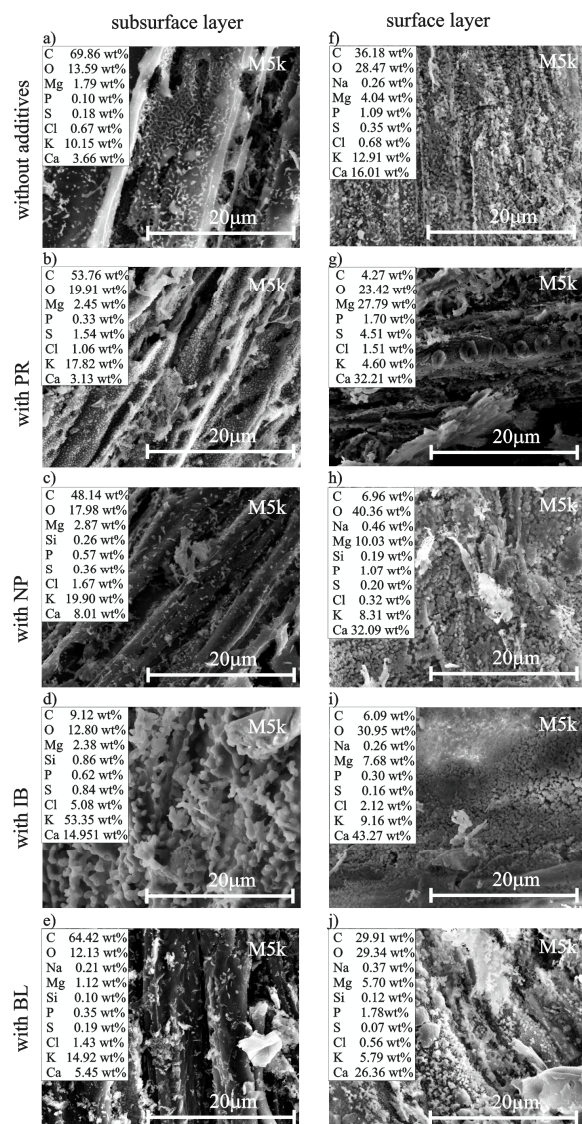 subsurface layer
surface layer
without additives
a)
C 69.86 wt%
O 13.59 wt%
Mg 1.79 wt%
P 0.10 wt%
S 0.18 wt%
Cl 0.67 wt%
K 10.15 wt%
Ca 3.66 wt%
M5k
20μm
f)
C 36.18 wt%
O 28.47 wt%
Na 0.26 wt%
Mg 4.04 wt%
P 1.09 wt%
S 0.35 wt%
Cl 0.68 wt%
K 12.91 wt%
Ca 16.01 wt%
M5k
20μm
with PR
b)
C 53.76 wt%
O 19.91 wt%
Mg 2.45 wt%
P 0.33 wt%
S 1.54 wt%
Cl 1.06 wt%
K 17.82 wt%
Ca 3.13 wt%
M5k
20μm
g)
C 4.27 wt%
O 23.42 wt%
Mg 27.79 wt%
P 1.70 wt%
S 4.51 wt%
Cl 1.51 wt%
K 4.60 wt%
Ca 32.21 wt%
M5k
20μm
with NP
c)
C 48.14 wt%
O 17.98 wt%
Mg 2.87 wt%
Si 0.26 wt%
P 0.57 wt%
S 0.36 wt%
Cl 1.67 wt%
K 19.90 wt%
Ca 8.01 wt%
M5k
20μm
h)
C 6.96 wt%
O 40.36 wt%
Na 0.46 wt%
Mg 10.03 wt%
Si 0.19 wt%
P 1.07 wt%
S 0.20 wt%
Cl 0.32 wt%
K 8.31 wt%
Ca 32.09 wt%
M5k
20μm
with IB
d)
C 9.12 wt%
O 12.80 wt%
Mg 2.38 wt%
Si 0.86 wt%
P 0.62 wt%
S 0.84 wt%
Cl 5.08 wt%
K 53.35 wt%
Ca 14.951 wt%
M5k
20μm
i)
C 6.09 wt%
O 30.95 wt%
Na 0.26 wt%
Mg 7.68 wt%
P 0.30 wt%
S 0.16 wt%
Cl 2.12 wt%
K 9.16 wt%
Ca 43.27 wt%
M5k
20μm
with BL
e)
C 64.42 wt%
O 12.13 wt%
Na 0.21 wt%
Mg 1.12 wt%
Si 0.10 wt%
P 0.35 wt%
S 0.19 wt%
Cl 1.43 wt%
K 14.92 wt%
Ca 5.45 wt%
M5k
20μm
j)
C 29.91 wt%
O 29.34 wt%
Na 0.37 wt%
Mg 5.70 wt%
Si 0.12 wt%
P 1.78wt%
S 0.07 wt%
Cl 0.56 wt%
K 5.79 wt%
Ca 26.36 wt%
M5k
20μm